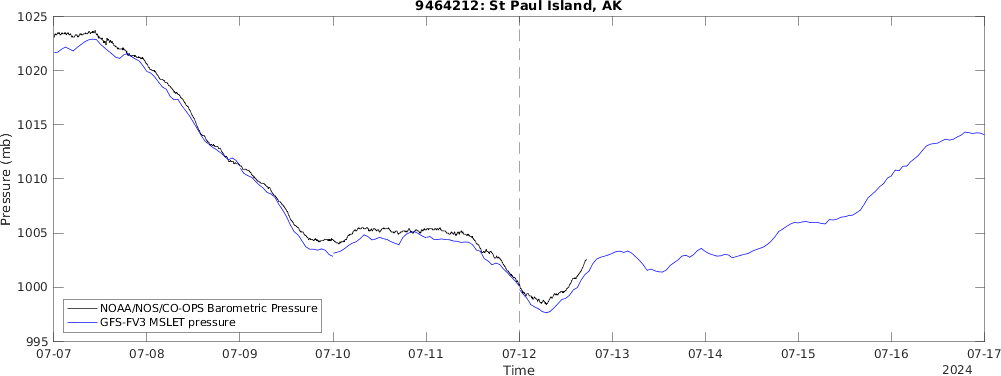 9464212: St Paul Island, AK
1025
1020
1015
1010
1005
1000
995
Pressure (mb)
NOAA/NOS/CO-OPS Barometric Pressure
GFS-FV3 MSLET pressure
07-07 07-08 07-09 07-10 07-11 07-12 07-13 07-14 07-15 07-16 07-17
Time
2024